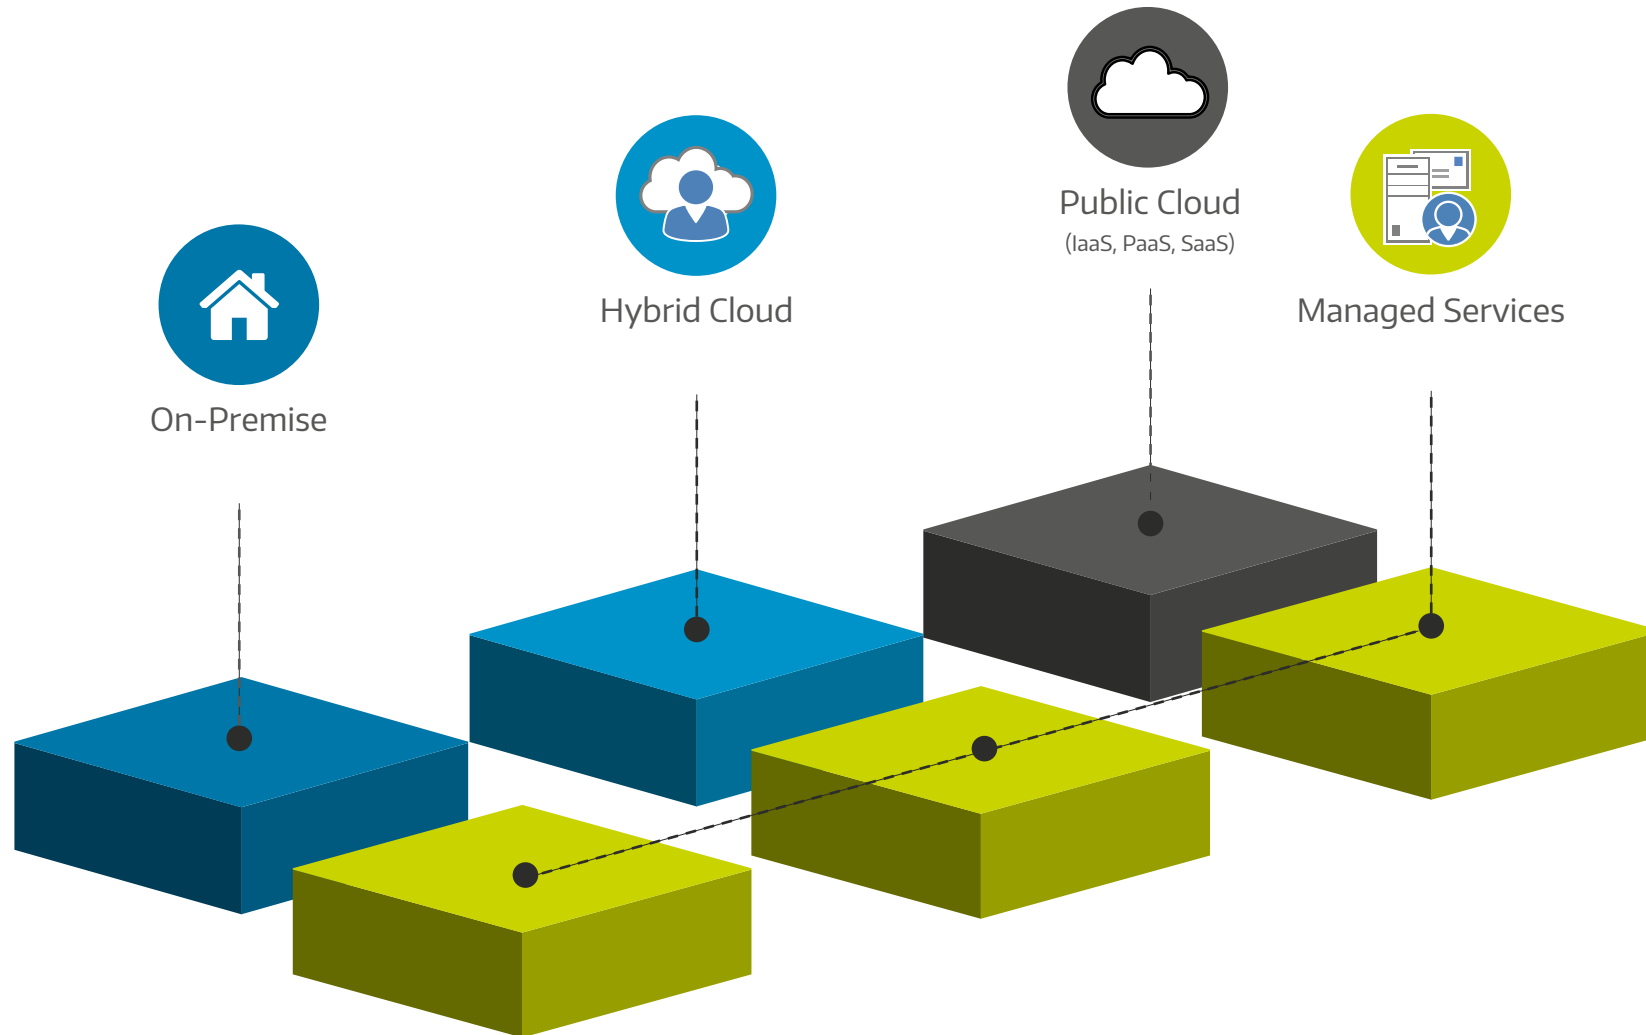 On-Premise
Hybrid Cloud
Public Cloud
(IaaS, PaaS, SaaS)
Managed Services